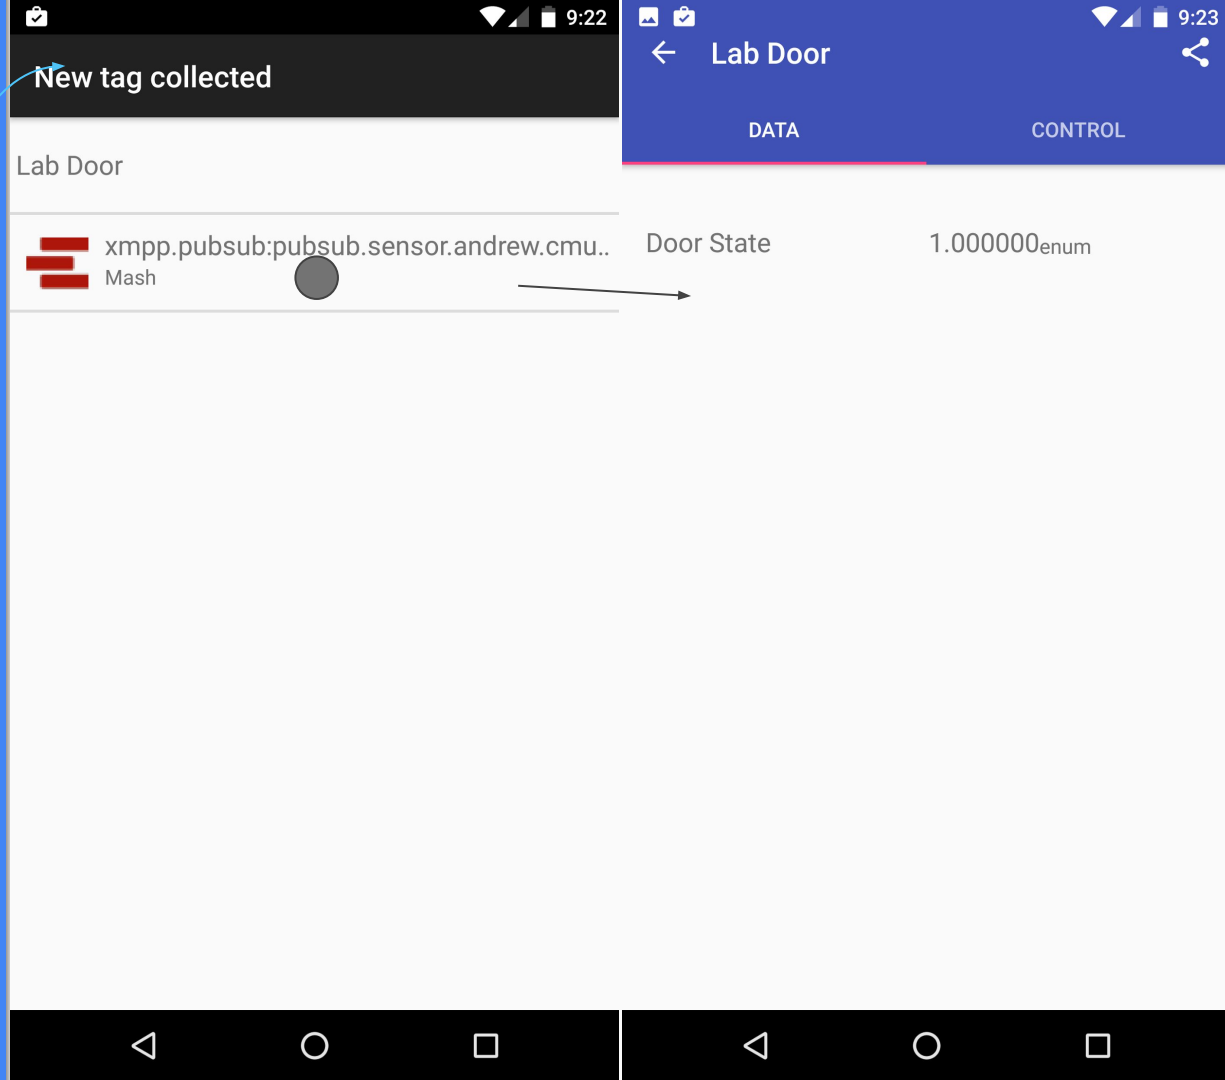 9:22
New tag collected
Lab Door
xmpp.pubsub:pubsub.sensor.andrew.cmu..
Mash
9:23
Lab Door
DATA CONTROL
Door State 1.000000enum